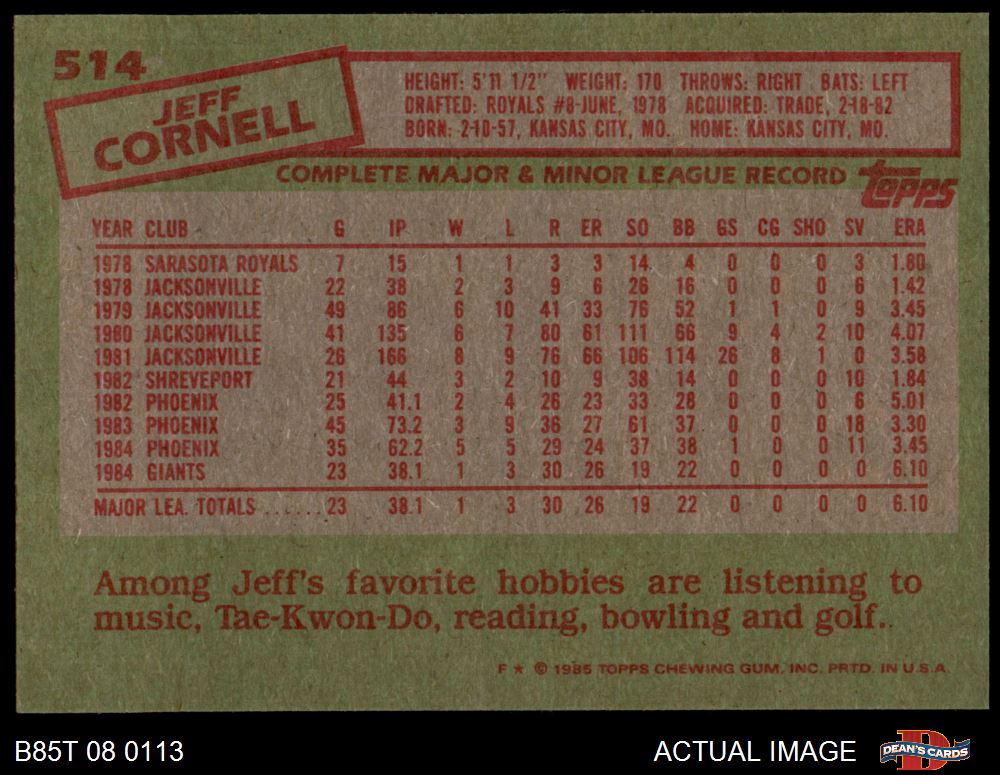 514
JEFF
CORNELL
HEIGHT: 5'11 1/2" WEIGHT: 170 THROWS: RIGHT BATS: LEFT
DRAFTED: ROYALS #8-JUNE, 1978 ACQUIRED: TRADE, 2-18-82
BORN: 2-10-57, KANSAS CITY, MO. HOME: KANSAS CITY, MO.
COMPLETE MAJOR & MINOR LEAGUE RECORD topps
YEAR CLUB G IP W L R ER SO BB GS CG SHO SV ERA
1978 SARASOTA ROYALS 7 15 1 1 3 3 14 4 0 0 0 3 1.80
1978 JACKSONVILLE 22 38 2 3 9 6 26 16 0 0 0 6 1.42
1979 JACKSONVILLE 49 86 6 10 41 33 76 52 1 1 0 9 3.45
1980 JACKSONVILLE 41 135 6 7 80 61 111 66 9 4 2 10 4.07
1981 JACKSONVILLE 26 166 8 9 76 66 106 114 26 8 1 0 3.58
1982 SHREVEPORT 21 44 3 2 10 9 38 14 0 0 0 10 1.84
1982 PHOENIX 25 41.1 2 4 26 23 33 28 0 0 0 6 5.01
1983 PHOENIX 45 73.2 3 9 36 27 61 37 0 0 0 18 3.30
1984 PHOENIX 35 62.2 5 5 29 24 37 38 1 0 0 11 3.45
1984 GIANTS 23 38.1 1 3 30 26 19 22 0 0 0 0 6.10
MAJOR LEA. TOTALS ......23 38.1 1 3 30 26 19 22 0 0 0 0 6.10
Among Jeff's favorite hobbies are listening to
music, Tae-Kwon-Do, reading, bowling and golf..
F ★ © 1985 TOPPS CHEWING GUM, INC. PRTD. IN U.S.A.
B85T 08 0113 ACTUAL IMAGE D DEAN'S CARDS